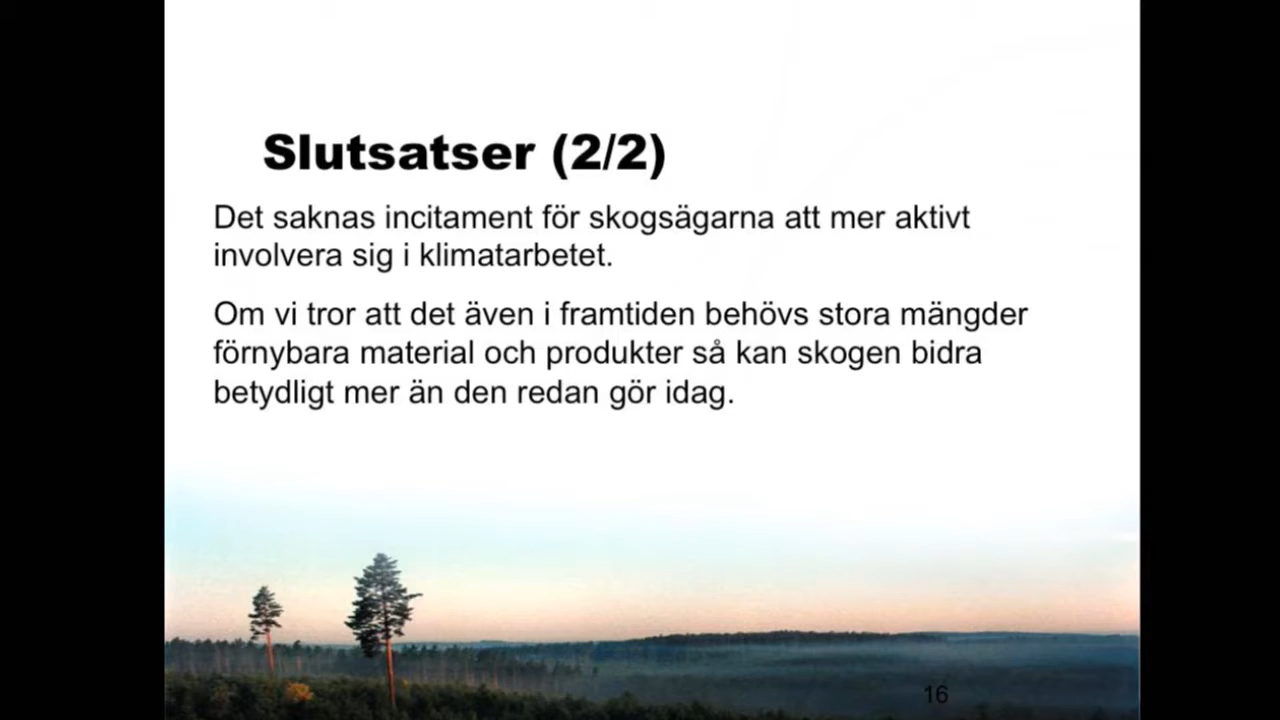 Slutsatser (2/2)
Det saknas incitament för skogsägarna att mer aktivt
involvera sig i klimatarbetet.
Om vi tror att det även i framtiden behövs stora mängder
förnybara material och produkter så kan skogen bidra
betydligt mer än den redan gör idag.
16